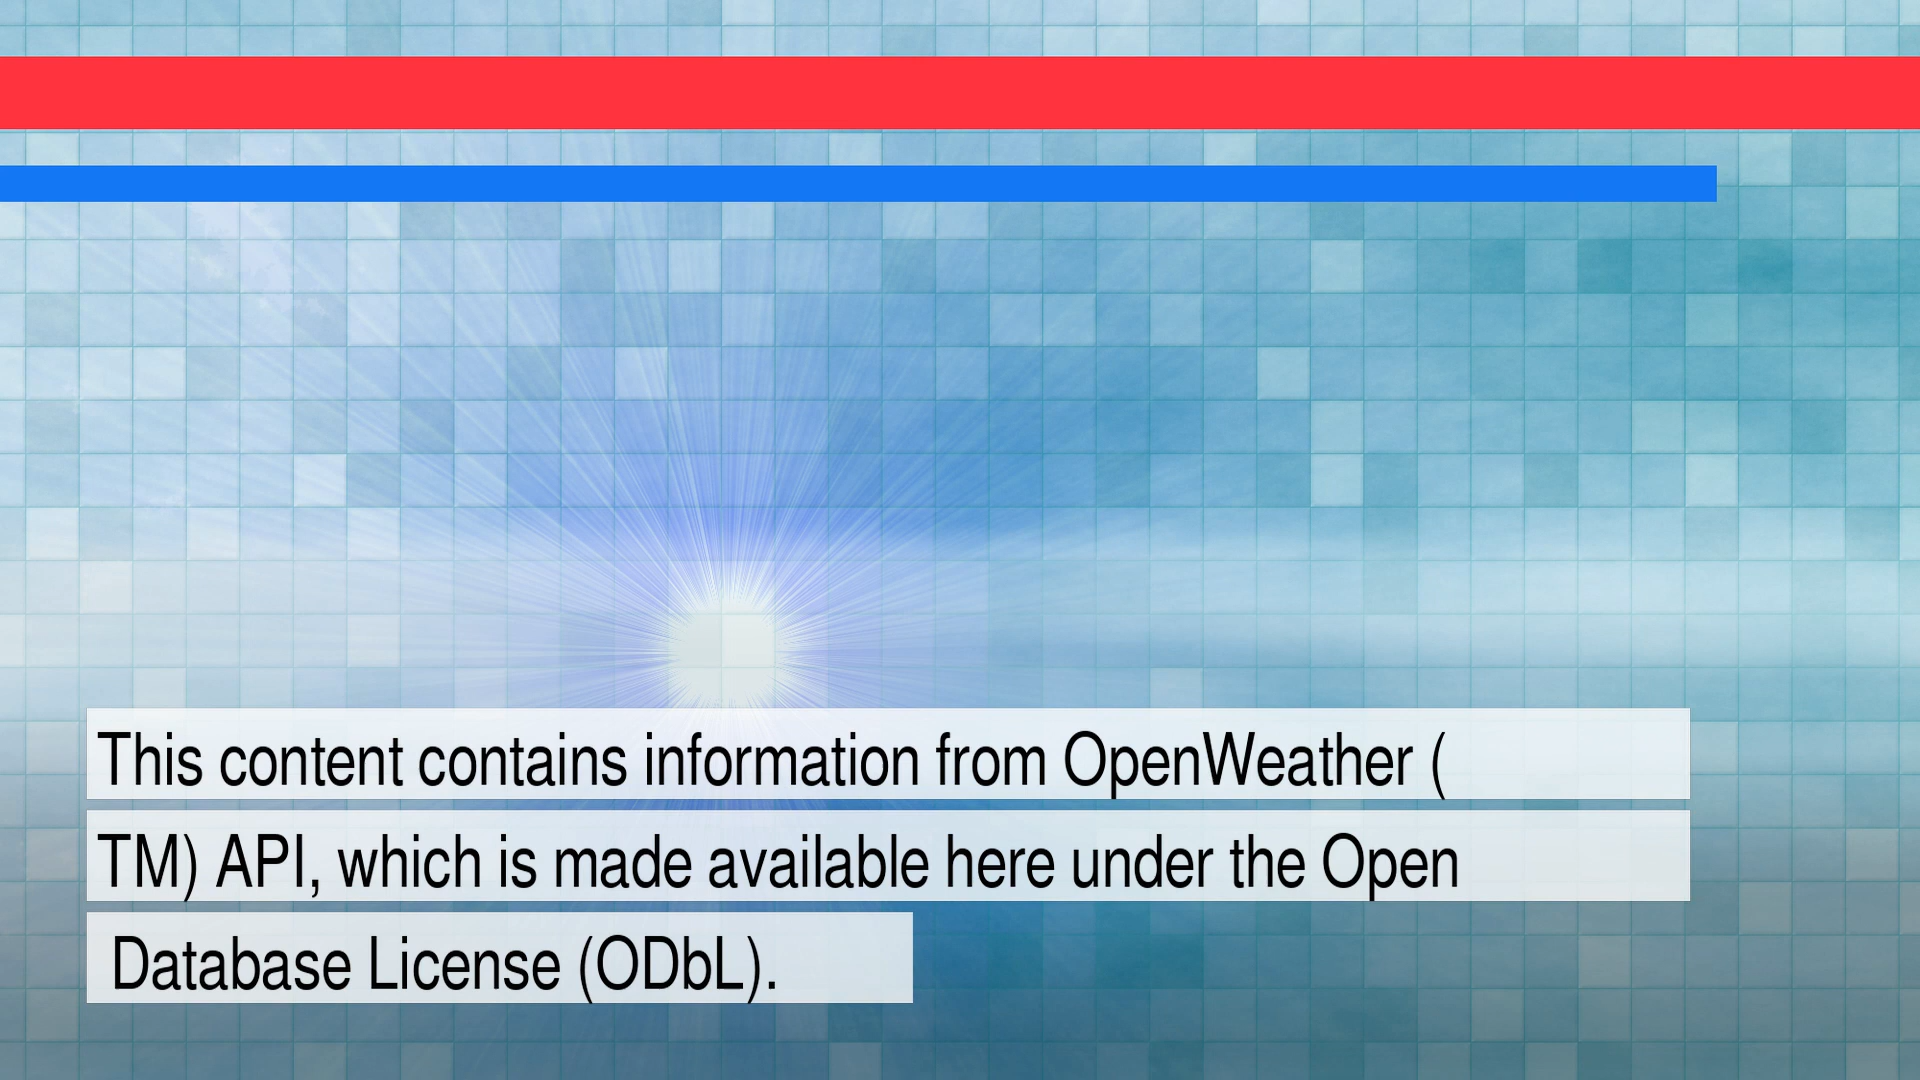 This content contains information from OpenWeather (
TM) API, which is made available here under the Open
Database License (ODbL).